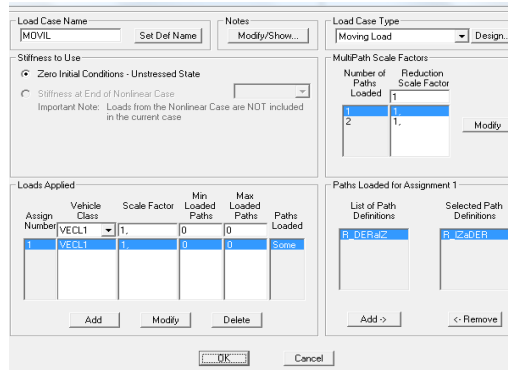 Load Case Name
MOVIL
Set Def Name
Notes
Modify/Show...
Load Case Type
Moving Load
Design...
Stiffness to Use
Zero Initial Conditions - Unstressed State
Stiffness at End of Nonlinear Case
Important Note: Loads from the Nonlinear Case are NOT included
in the current case
MultiPath Scale Factors
Number of Paths Loaded
Reduction Scale Factor
1
1 1,
2 1,
Modify
Loads Applied
Assign Number
Vehicle Class
Scale Factor
Min Loaded Paths
Max Loaded Paths
Paths Loaded
VECL1 1, 0 0
1 VECL1 1, 0 0 Some
Add
Modify
Delete
Paths Loaded for Assignment 1
List of Path Definitions
Selected Path Definitions
R_DERaIZ
R_IZaDER
Add ->
<- Remove
OK
Cancel